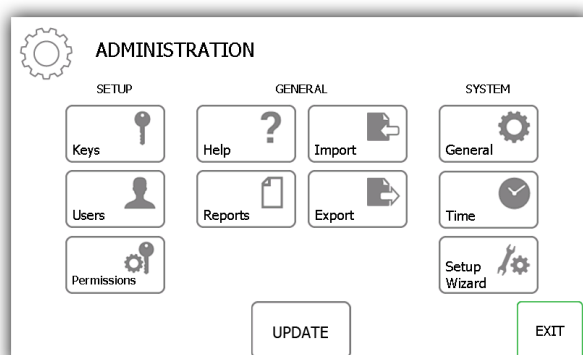 ADMINISTRATION
SETUP
GENERAL
SYSTEM
Keys
Help
Import
General
Users
Reports
Export
Time
Permissions
Setup
Wizard
UPDATE
EXIT